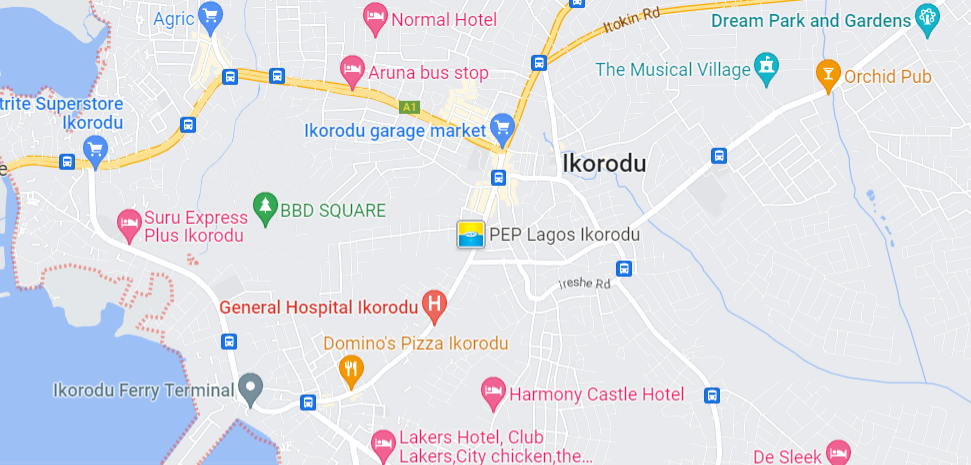 Agric
Normal Hotel
Itokin Rd
Dream Park and Gardens
Aruna bus stop
The Musical Village
Orchid Pub
A1
trite Superstore
Ikorodu
Ikorodu garage market
Ikorodu
e
BBD SQUARE
Suru Express
Plus Ikorodu
PEP Lagos Ikorodu
Ireshe Rd
General Hospital Ikorodu
H
Domino's Pizza Ikorodu
Ikorodu Ferry Terminal
Harmony Castle Hotel
Lakers Hotel, Club
Lakers,City chicken,the...
De Sleek